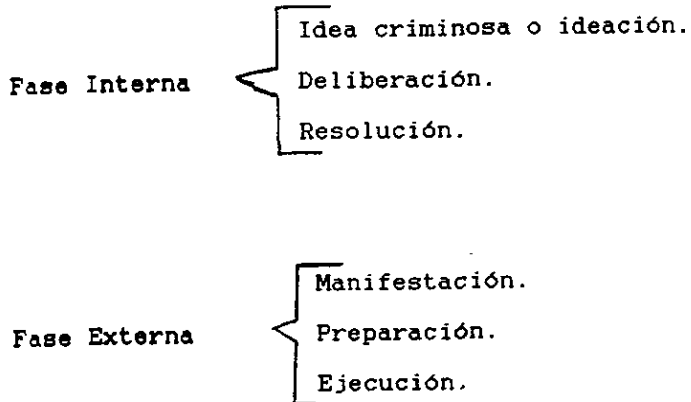 Idea criminosa o ideación.
Fase Interna
Deliberación.
Resolución.
Manifestación.
Fase Externa
Preparación.
Ejecución.